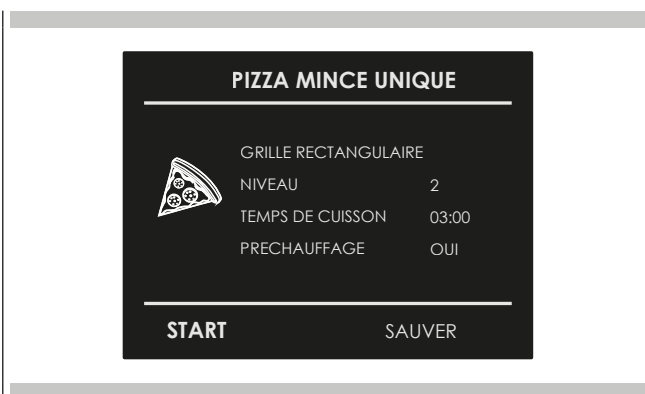 PIZZA MINCE UNIQUE
GRILLE RECTANGULAIRE
NIVEAU 2
TEMPS DE CUISSON 03:00
PRECHAUFFAGE OUI
START SAUVER